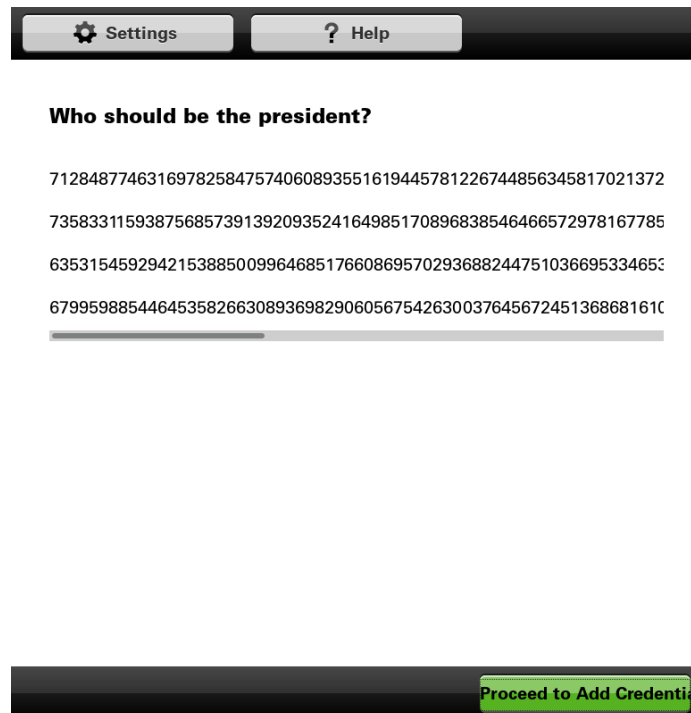 Settings
? Help
Who should be the president?
712848774631697825847574060893551619445781226744856345817021372
735833115938756857391392093524164985170896838546466572978167785
635315459294215388500996468517660869570293688244751036695334653
679959885446453582663089369829060567542630037645672451368681610
Proceed to Add Credentia